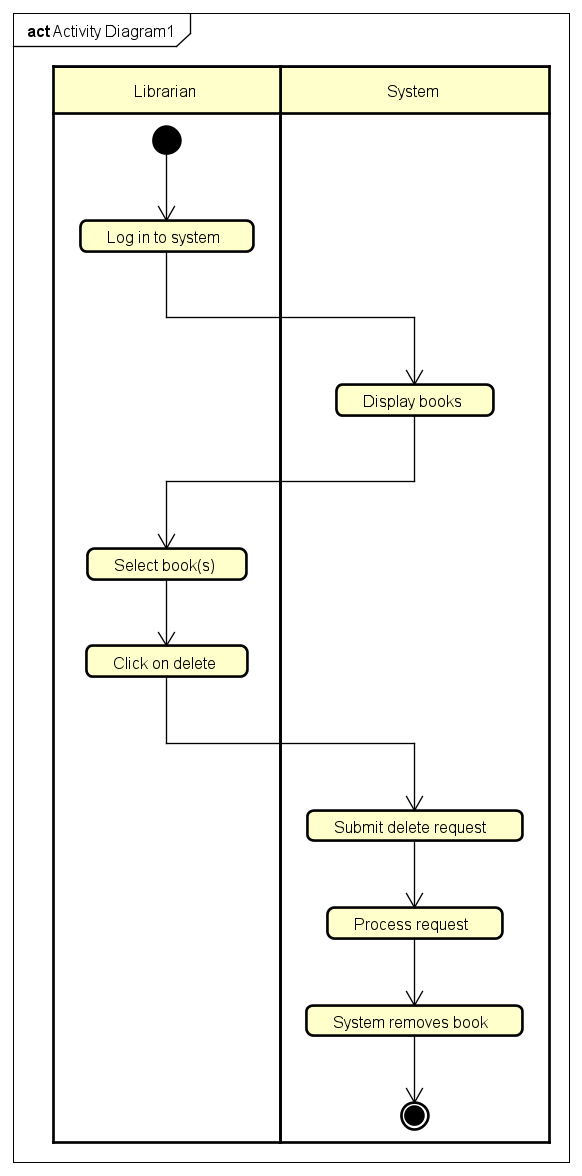 act Activity Diagram1
Librarian
System
Log in to system
Display books
Select book(s)
Click on delete
Submit delete request
Process request
System removes book